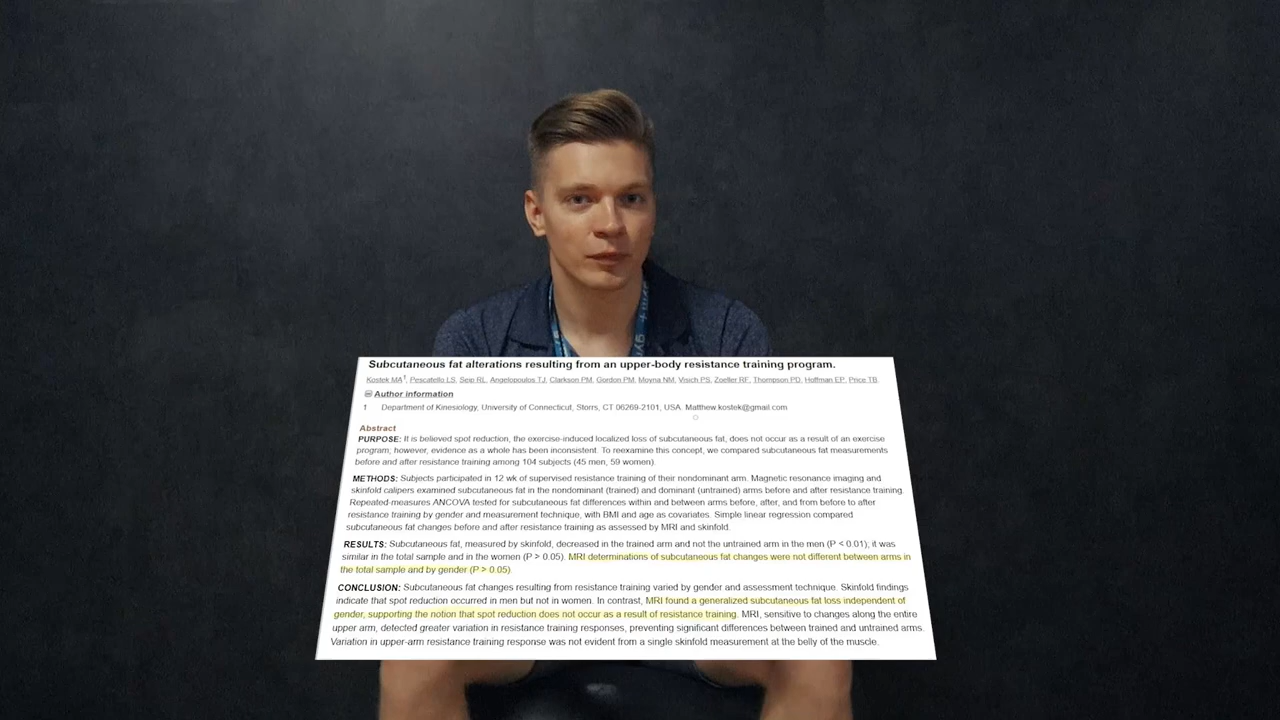 Subcutaneous fat alterations resulting from an upper-body resistance training program.
Kostek MA1, Pescatello LS, Seip RL, Angelopoulos TJ, Clarkson PM, Gordon PM, Moyna NM, Visich PS, Zoeller RF, Thompson PD, Hoffman EP, Price TB.
Author information
1 Department of Kinesiology, University of Connecticut, Storrs, CT 06269-2101, USA. Matthew.kostek@gmail.com
Abstract
PURPOSE: It is believed spot reduction, the exercise-induced localized loss of subcutaneous fat, does not occur as a result of an exercise
program; however, evidence as a whole has been inconsistent. To reexamine this concept, we compared subcutaneous fat measurements
before and after resistance training among 104 subjects (45 men, 59 women).
METHODS: Subjects participated in 12 wk of supervised resistance training of their nondominant arm. Magnetic resonance imaging and
skinfold calipers examined subcutaneous fat in the nondominant (trained) and dominant (untrained) arms before and after resistance training.
Repeated-measures ANCOVA tested for subcutaneous fat differences within and between arms before, after, and from before to after
resistance training by gender and measurement technique, with BMI and age as covariates. Simple linear regression compared
subcutaneous fat changes before and after resistance training as assessed by MRI and skinfold.
RESULTS: Subcutaneous fat, measured by skinfold, decreased in the trained arm and not the untrained arm in the men (P < 0.01); it was
similar in the total sample and in the women (P > 0.05). MRI determinations of subcutaneous fat changes were not different between arms in
the total sample and by gender (P > 0.05).
CONCLUSION: Subcutaneous fat changes resulting from resistance training varied by gender and assessment technique. Skinfold findings
indicate that spot reduction occurred in men but not in women. In contrast, MRI found a generalized subcutaneous fat loss independent of
gender, supporting the notion that spot reduction does not occur as a result of resistance training. MRI, sensitive to changes along the entire
upper arm, detected greater variation in resistance training responses, preventing significant differences between trained and untrained arms.
Variation in upper-arm resistance training response was not evident from a single skinfold measurement at the belly of the muscle.